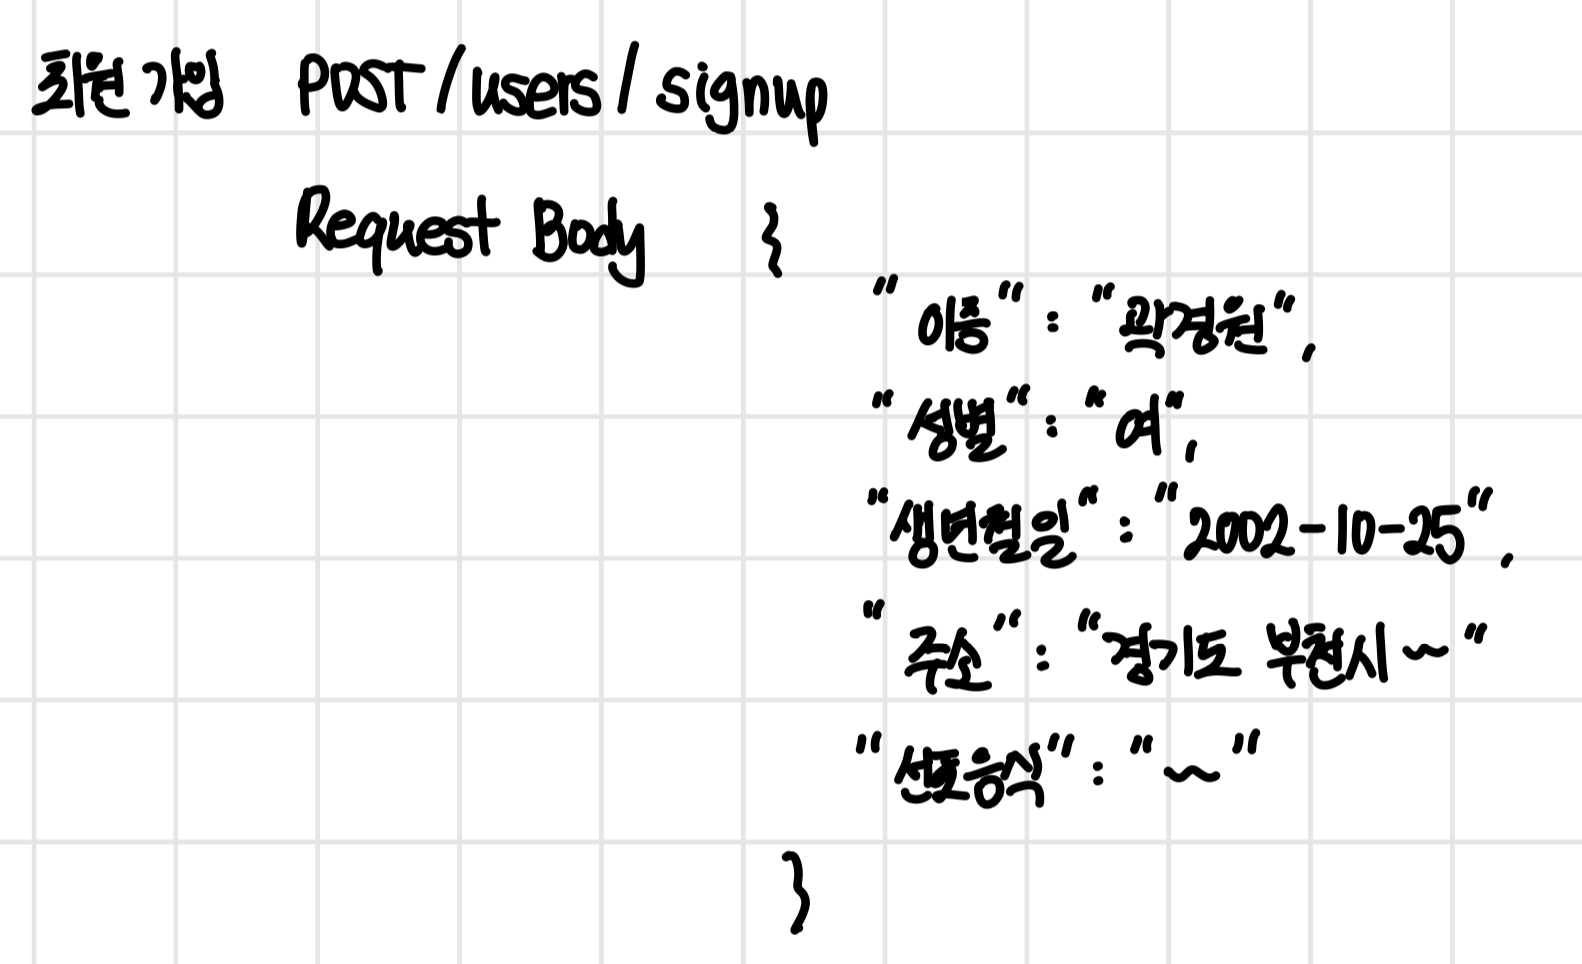 회원 가입 POST /users / signup
Request Body {
"이름" : "곽경원",
"성별" : "여",
"생년월일" : "2002-10-25",
"주소" : "경기도 부천시 ~"
"선호음식" : "~"
}